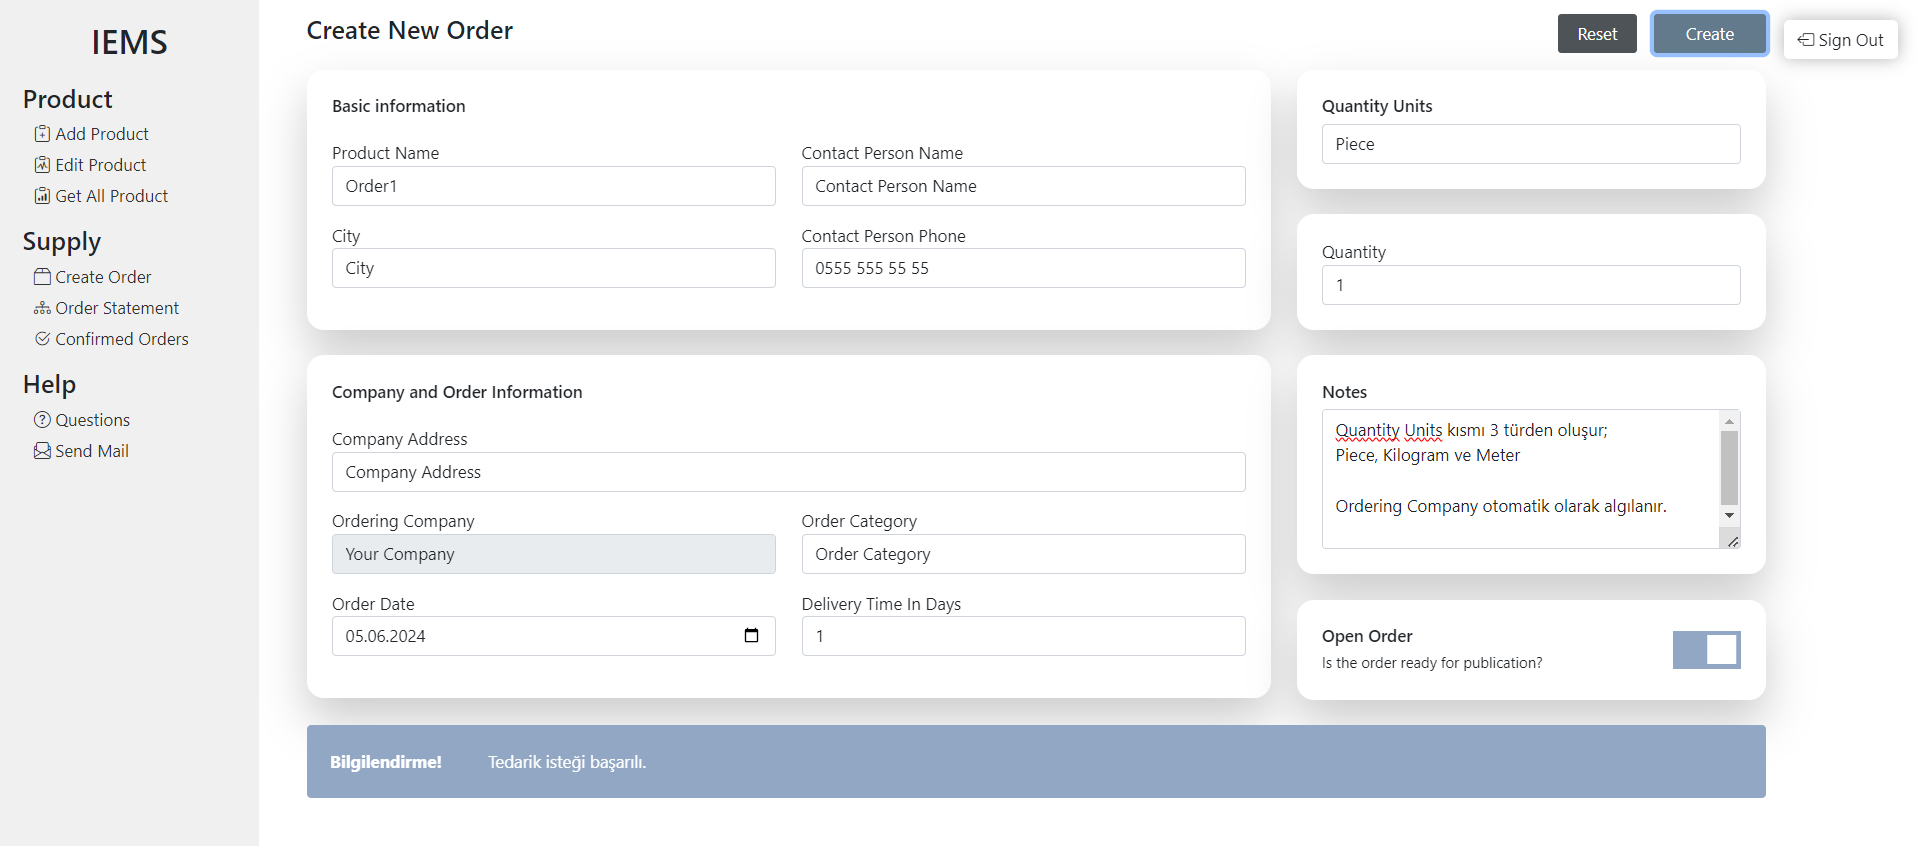 IEMS
Product
Add Product
Edit Product
Get All Product
Supply
Create Order
Order Statement
Confirmed Orders
Help
Questions
Send Mail
Create New Order
Reset
Create
Sign Out
Basic information
Product Name
Order1
Contact Person Name
Contact Person Name
City
City
Contact Person Phone
0555 555 55 55
Company and Order Information
Company Address
Company Address
Ordering Company
Your Company
Order Category
Order Category
Order Date
05.06.2024
Delivery Time In Days
1
Quantity Units
Piece
Quantity
1
Notes
Quantity Units kısmı 3 türden oluşur;
Piece, Kilogram ve Meter
Ordering Company otomatik olarak algılanır.
Open Order
Is the order ready for publication?
Bilgilendirme! Tedarik isteği başarılı.